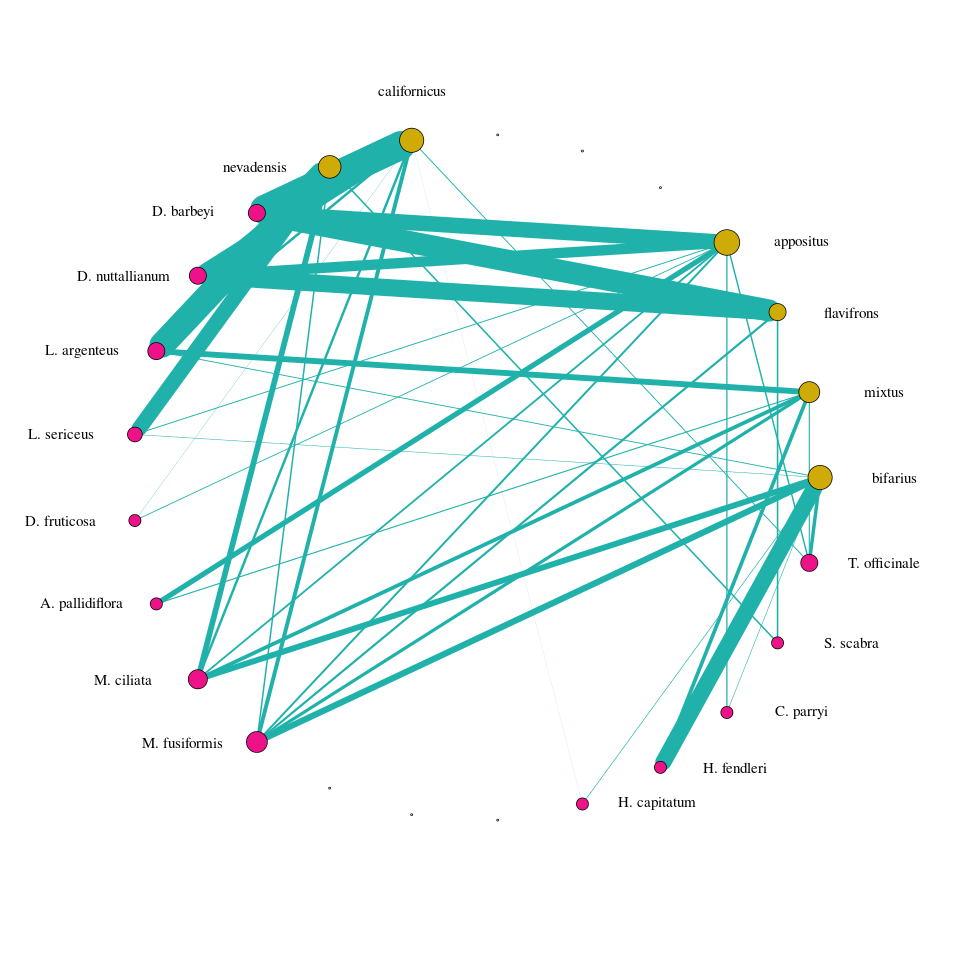 californicus
nevadensis
D. barbeyi
appositus
D. nuttallianum
flavifrons
L. argenteus
mixtus
L. sericeus
bifarius
D. fruticosa
T. officinale
A. pallidiflora
S. scabra
M. ciliata
C. parryi
M. fusiformis
H. fendleri
H. capitatum